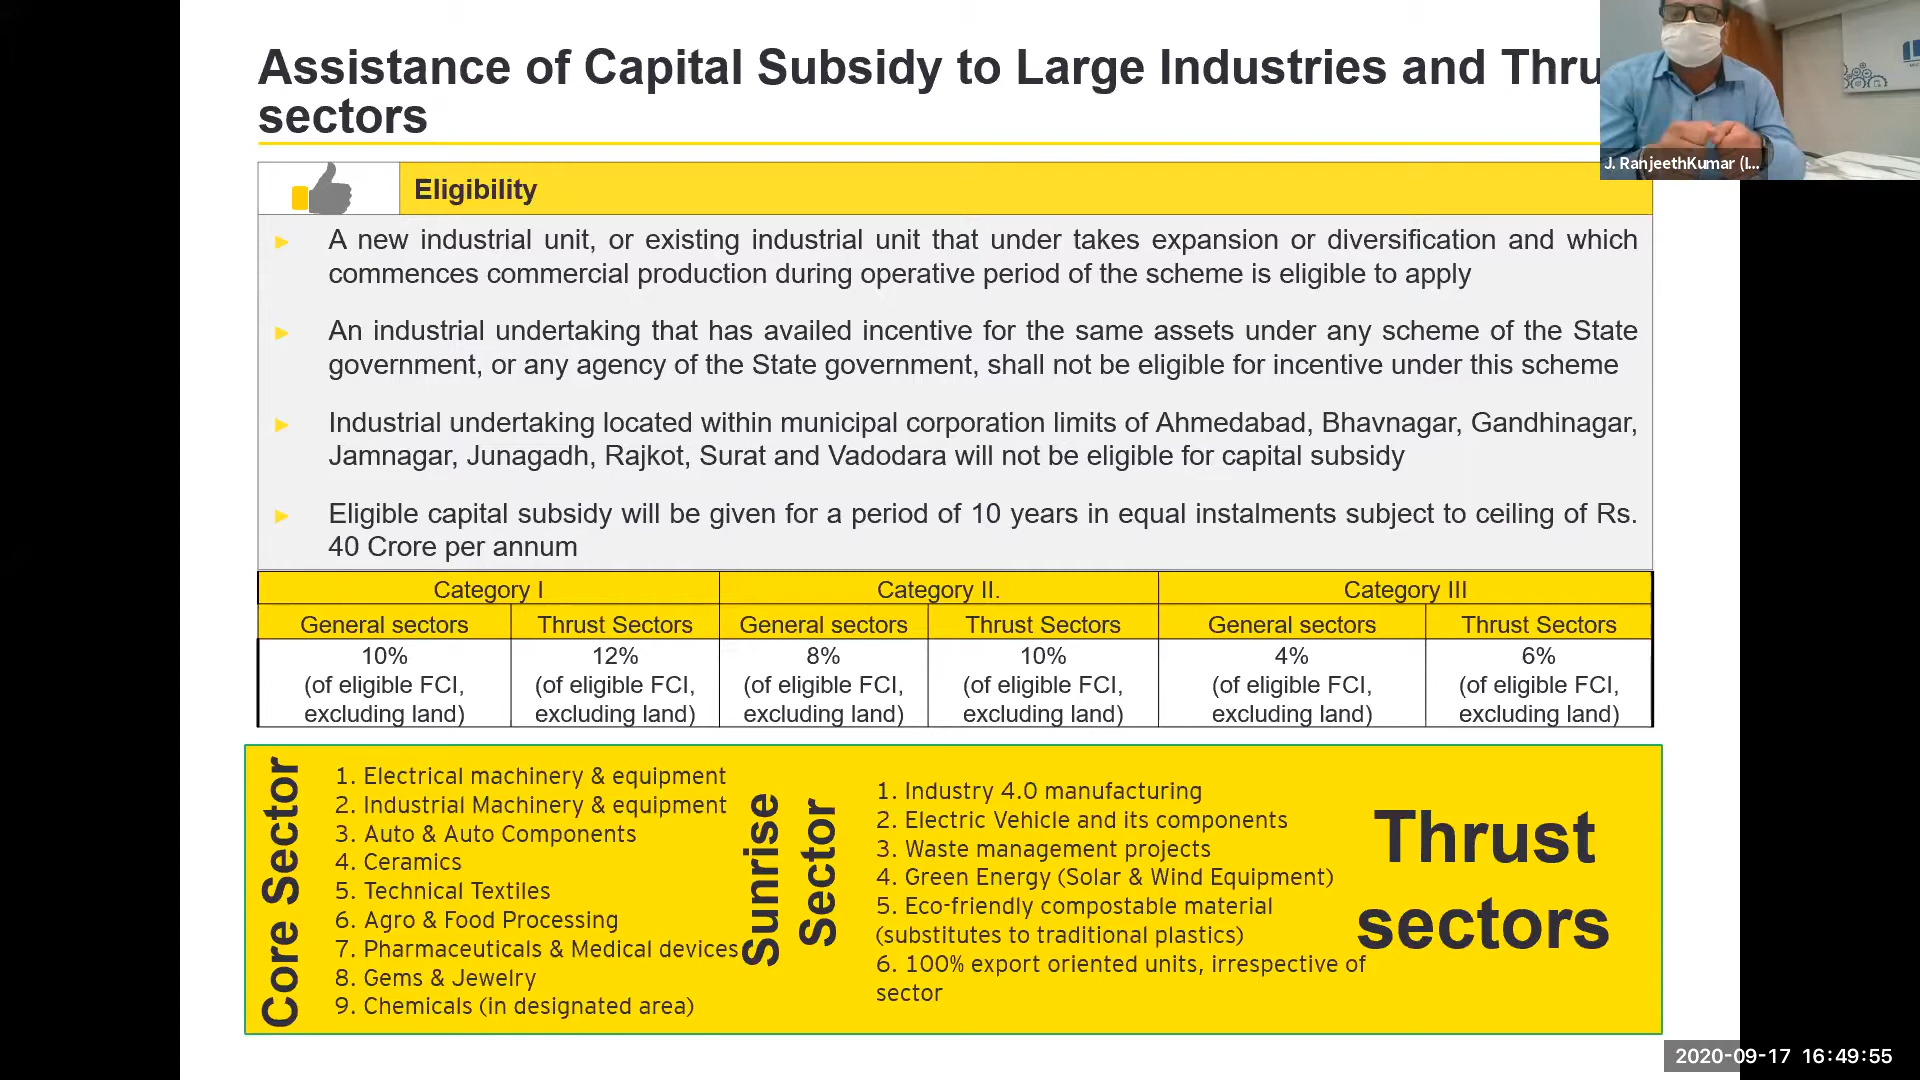 Assistance of Capital Subsidy to Large Industries and Thru
sectors
J. RanjeethKumar (I...
Eligibility
► A new industrial unit, or existing industrial unit that under takes expansion or diversification and which
commences commercial production during operative period of the scheme is eligible to apply
► An industrial undertaking that has availed incentive for the same assets under any scheme of the State
government, or any agency of the State government, shall not be eligible for incentive under this scheme
► Industrial undertaking located within municipal corporation limits of Ahmedabad, Bhavnagar, Gandhinagar,
Jamnagar, Junagadh, Rajkot, Surat and Vadodara will not be eligible for capital subsidy
► Eligible capital subsidy will be given for a period of 10 years in equal instalments subject to ceiling of Rs.
40 Crore per annum
Category I Category II. Category III
General sectors Thrust Sectors General sectors Thrust Sectors General sectors Thrust Sectors
10% 12% 8% 10% 4% 6%
(of eligible FCI, (of eligible FCI, (of eligible FCI, (of eligible FCI, (of eligible FCI, (of eligible FCI,
excluding land) excluding land) excluding land) excluding land) excluding land) excluding land)
Core Sector
1. Electrical machinery & equipment
2. Industrial Machinery & equipment
3. Auto & Auto Components
4. Ceramics
5. Technical Textiles
6. Agro & Food Processing
7. Pharmaceuticals & Medical devices
8. Gems & Jewelry
9. Chemicals (in designated area)
Sunrise
Sector
1. Industry 4.0 manufacturing
2. Electric Vehicle and its components
3. Waste management projects
4. Green Energy (Solar & Wind Equipment)
5. Eco-friendly compostable material
(substitutes to traditional plastics)
6. 100% export oriented units, irrespective of
sector
Thrust
sectors
2020-09-17 16:49:55